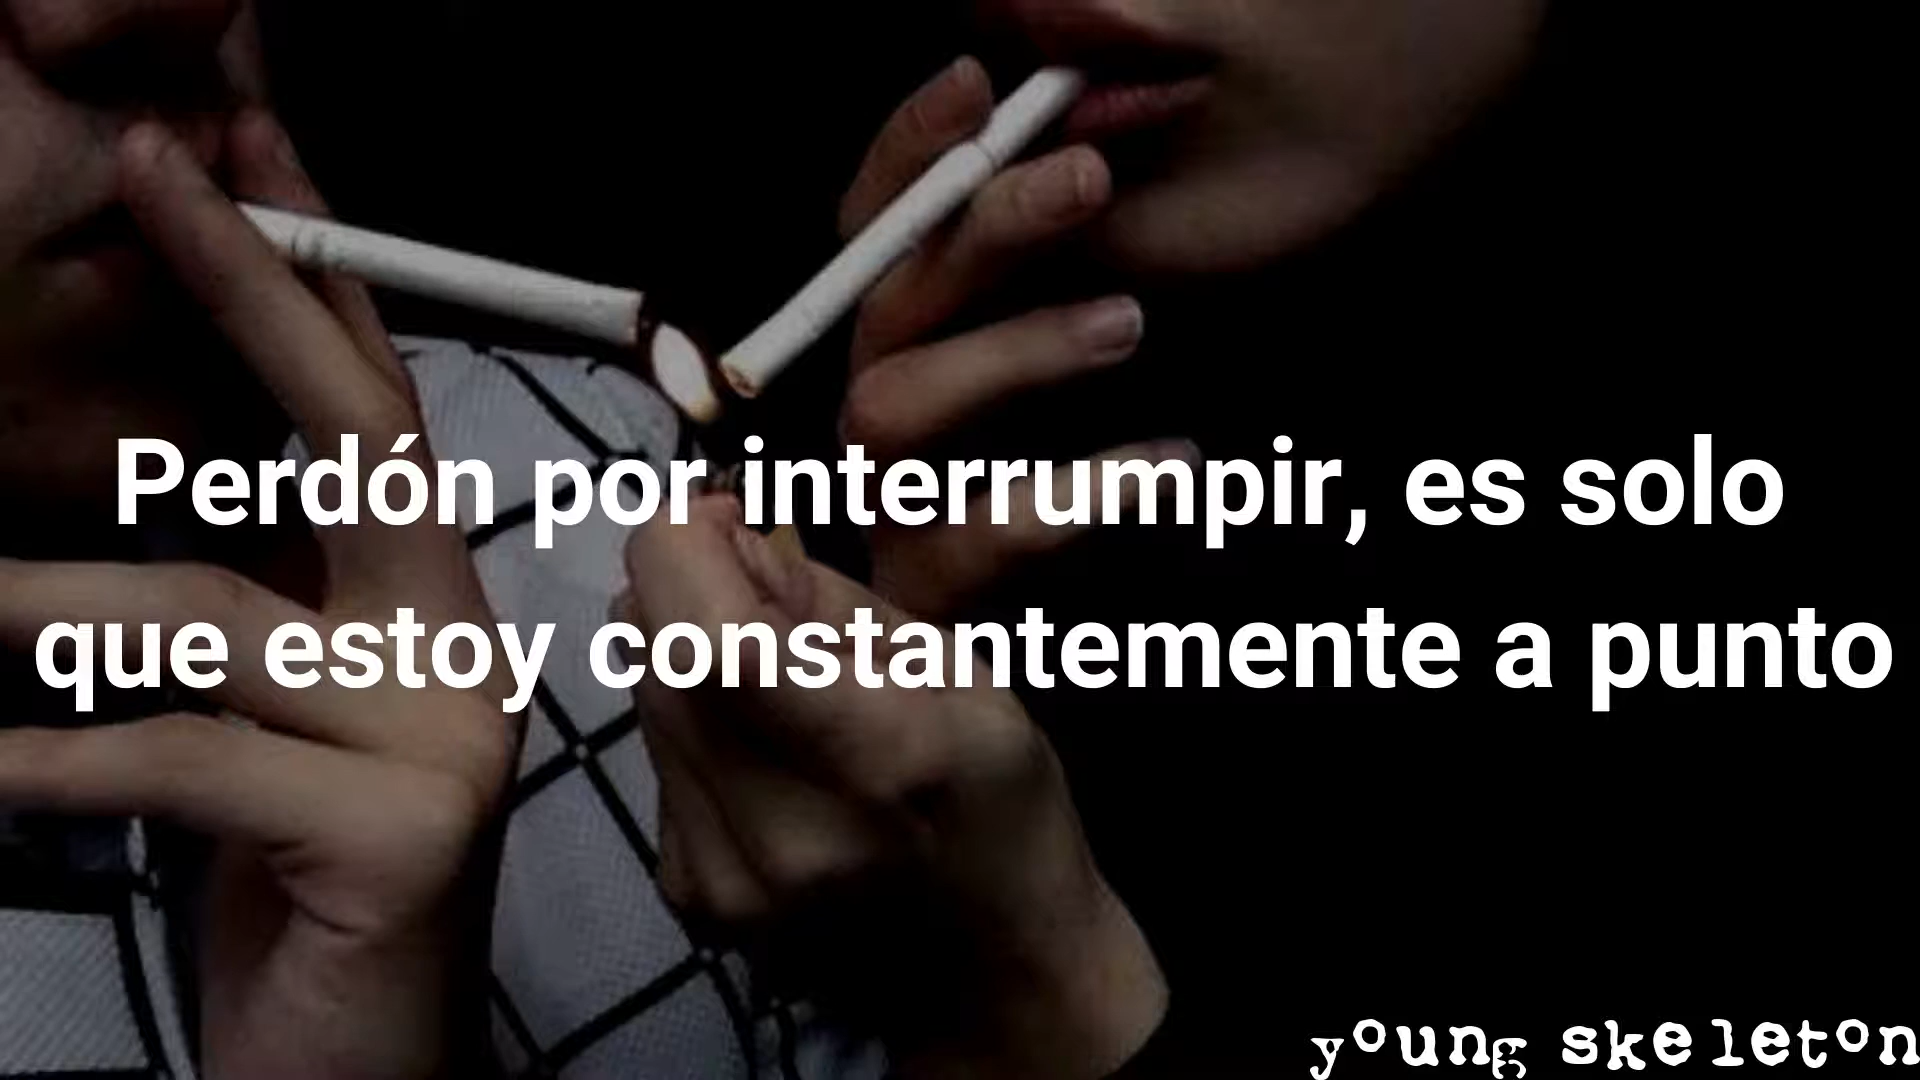 Perdón por interrumpir, es solo
que estoy constantemente a punto
young skeleton